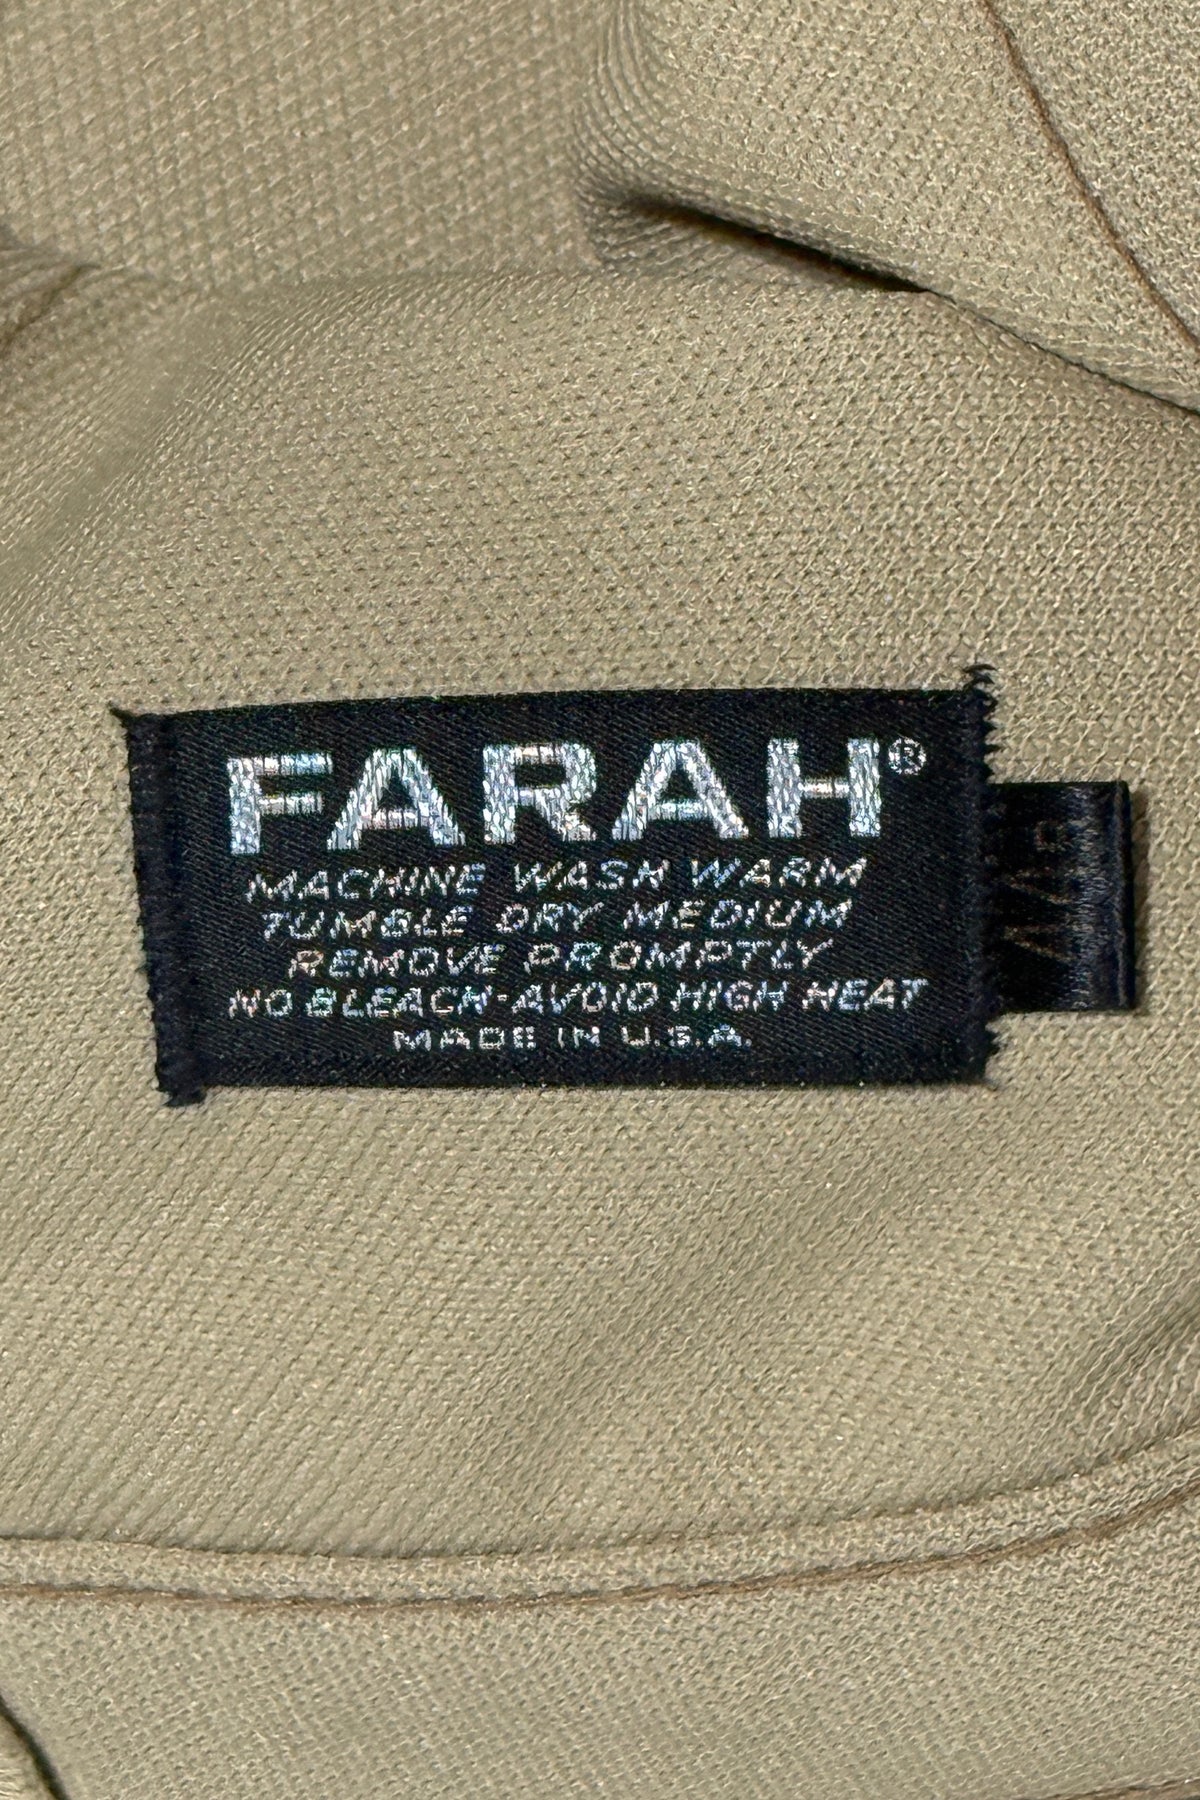 FARAH®
MACHINE WASH WARM
TUMBLE DRY MEDIUM
REMOVE PROMPTLY
NO BLEACH-AVOID HIGH HEAT
MADE IN U.S.A.